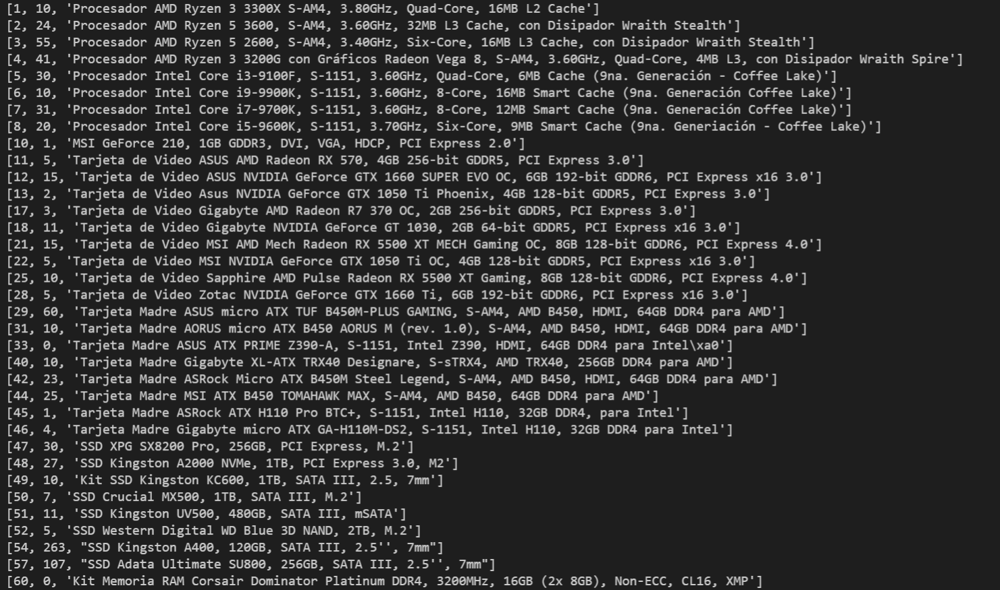 [1, 10, 'Procesador AMD Ryzen 3 3300X S-AM4, 3.80GHz, Quad-Core, 16MB L2 Cache']
[2, 24, 'Procesador AMD Ryzen 5 3600, S-AM4, 3.60GHz, 32MB L3 Cache, con Disipador Wraith Stealth']
[3, 55, 'Procesador AMD Ryzen 5 2600, S-AM4, 3.40GHz, Six-Core, 16MB L3 Cache, con Disipador Wraith Stealth']
[4, 41, 'Procesador AMD Ryzen 3 3200G con Gráficos Radeon Vega 8, S-AM4, 3.60GHz, Quad-Core, 4MB L3, con Disipador Wraith Spire']
[5, 30, 'Procesador Intel Core i3-9100F, S-1151, 3.60GHz, Quad-Core, 6MB Cache (9na. Generación - Coffee Lake)']
[6, 10, 'Procesador Intel Core i9-9900K, S-1151, 3.60GHz, 8-Core, 16MB Smart Cache (9na. Generación Coffee Lake)']
[7, 31, 'Procesador Intel Core i7-9700K, S-1151, 3.60GHz, 8-Core, 12MB Smart Cache (9na. Generación Coffee Lake)']
[8, 20, 'Procesador Intel Core i5-9600K, S-1151, 3.70GHz, Six-Core, 9MB Smart Cache (9na. Generiación - Coffee Lake)']
[10, 1, 'MSI GeForce 210, 1GB GDDR3, DVI, VGA, HDCP, PCI Express 2.0']
[11, 5, 'Tarjeta de Video ASUS AMD Radeon RX 570, 4GB 256-bit GDDR5, PCI Express 3.0']
[12, 15, 'Tarjeta de Video ASUS NVIDIA GeForce GTX 1660 SUPER EVO OC, 6GB 192-bit GDDR6, PCI Express x16 3.0']
[13, 2, 'Tarjeta de Video Asus NVIDIA GeForce GTX 1050 Ti Phoenix, 4GB 128-bit GDDR5, PCI Express 3.0']
[17, 3, 'Tarjeta de Video Gigabyte AMD Radeon R7 370 OC, 2GB 256-bit GDDR5, PCI Express 3.0']
[18, 11, 'Tarjeta de Video Gigabyte NVIDIA GeForce GT 1030, 2GB 64-bit GDDR5, PCI Express x16 3.0']
[21, 15, 'Tarjeta de Video MSI AMD Mech Radeon RX 5500 XT MECH Gaming OC, 8GB 128-bit GDDR6, PCI Express 4.0']
[22, 5, 'Tarjeta de Video MSI NVIDIA GeForce GTX 1050 Ti OC, 4GB 128-bit GDDR5, PCI Express x16 3.0']
[25, 10, 'Tarjeta de Video Sapphire AMD Pulse Radeon RX 5500 XT Gaming, 8GB 128-bit GDDR6, PCI Express 4.0']
[28, 5, 'Tarjeta de Video Zotac NVIDIA GeForce GTX 1660 Ti, 6GB 192-bit GDDR6, PCI Express x16 3.0']
[29, 60, 'Tarjeta Madre ASUS micro ATX TUF B450M-PLUS GAMING, S-AM4, AMD B450, HDMI, 64GB DDR4 para AMD']
[31, 10, 'Tarjeta Madre AORUS micro ATX B450 AORUS M (rev. 1.0), S-AM4, AMD B450, HDMI, 64GB DDR4 para AMD']
[33, 0, 'Tarjeta Madre ASUS ATX PRIME Z390-A, S-1151, Intel Z390, HDMI, 64GB DDR4 para Intel\xa0']
[40, 10, 'Tarjeta Madre Gigabyte XL-ATX TRX40 Designare, S-sTRX4, AMD TRX40, 256GB DDR4 para AMD']
[42, 23, 'Tarjeta Madre ASRock Micro ATX B450M Steel Legend, S-AM4, AMD B450, HDMI, 64GB DDR4 para AMD']
[44, 25, 'Tarjeta Madre MSI ATX B450 TOMAHAWK MAX, S-AM4, AMD B450, 64GB DDR4 para AMD']
[45, 1, 'Tarjeta Madre ASRock ATX H110 Pro BTC+, S-1151, Intel H110, 32GB DDR4, para Intel']
[46, 4, 'Tarjeta Madre Gigabyte micro ATX GA-H110M-DS2, S-1151, Intel H110, 32GB DDR4 para Intel']
[47, 30, 'SSD XPG SX8200 Pro, 256GB, PCI Express, M.2']
[48, 27, 'SSD Kingston A2000 NVMe, 1TB, PCI Express 3.0, M2']
[49, 10, 'Kit SSD Kingston KC600, 1TB, SATA III, 2.5, 7mm']
[50, 7, 'SSD Crucial MX500, 1TB, SATA III, M.2']
[51, 11, 'SSD Kingston UV500, 480GB, SATA III, mSATA']
[52, 5, 'SSD Western Digital WD Blue 3D NAND, 2TB, M.2']
[54, 263, "SSD Kingston A400, 120GB, SATA III, 2.5'', 7mm"]
[57, 107, "SSD Adata Ultimate SU800, 256GB, SATA III, 2.5'', 7mm"]
[60, 0, 'Kit Memoria RAM Corsair Dominator Platinum DDR4, 3200MHz, 16GB (2x 8GB), Non-ECC, CL16, XMP']